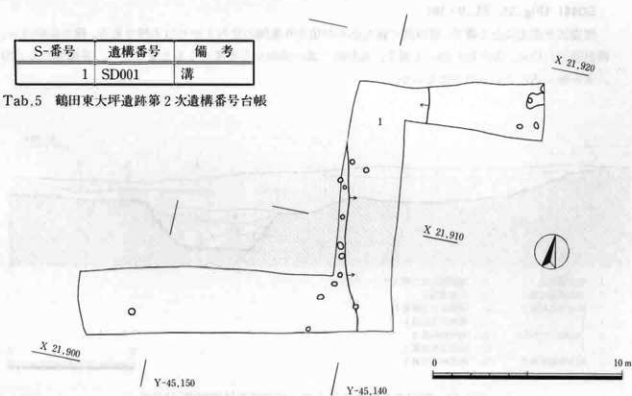 S-番号 遺構番号 備 考
1 SD001 溝
Tab.5 鶴田東大坪遺跡第2次遺構番号台帳
X 21,920
1
X 21,910
X 21,900
Y-45,150
Y-45,140
0 10m